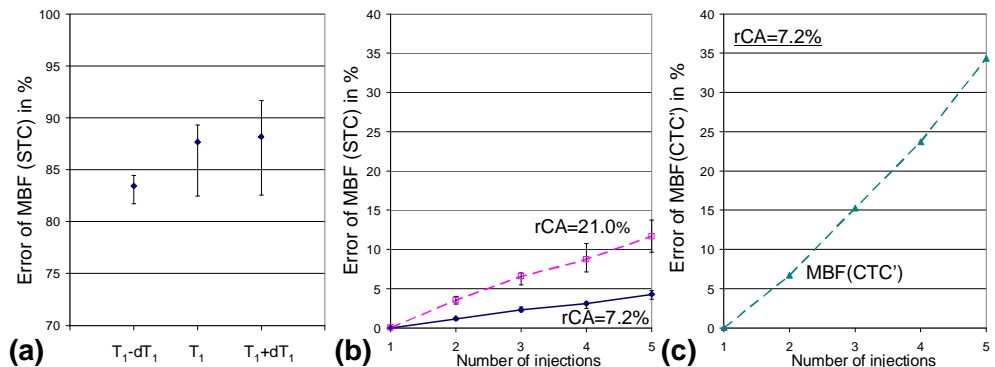 Error of MBF (STC) in %
100
95
90
85
80
75
70
T1-dT1
T1
T1+dT1
(a)
Error of MBF (STC) in %
40
35
30
25
20
15
10
5
0
rCA=21.0%
rCA=7.2%
1
2
3
4
5
Number of injections
(b)
Error of MBF(CTC') in %
40
35
30
25
20
15
10
5
0
rCA=7.2%
MBF(CTC')
1
2
3
4
5
Number of injections
(c)